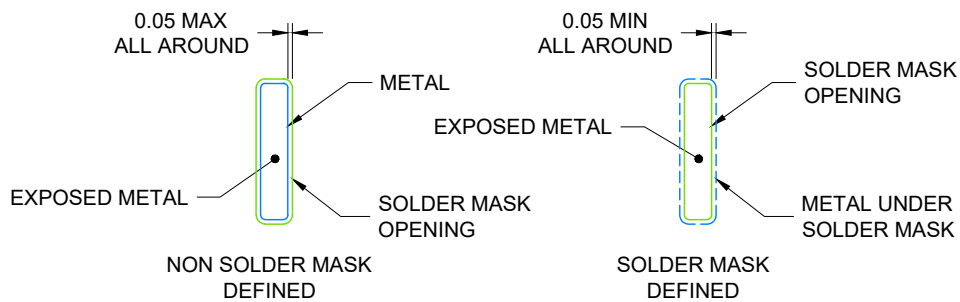 0.05 MAX
ALL AROUND
METAL
EXPOSED METAL
SOLDER MASK
OPENING
NON SOLDER MASK
DEFINED
0.05 MIN
ALL AROUND
SOLDER MASK
OPENING
EXPOSED METAL
METAL UNDER
SOLDER MASK
SOLDER MASK
DEFINED